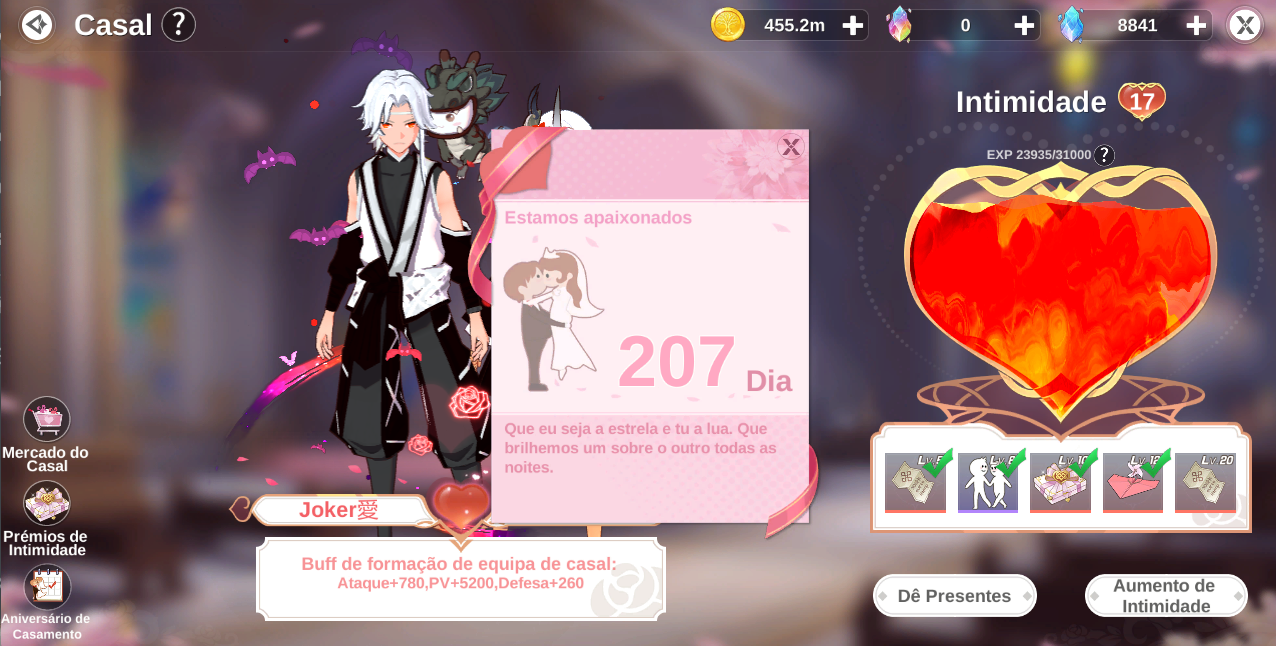 Casal ?
455.2m
0
8841
Intimidade 17
EXP 23935/31000 ?
Estamos apaixonados
207 Dia
Que eu seja a estrela e tu a lua. Que
brilhemos um sobre o outro todas as
noites.
Mercado do
Casal
Prémios de
Intimidade
Aniversário de
Casamento
Joker愛
Buff de formação de equipa de casal:
Ataque+780,PV+5200,Defesa+260
Lv. 20
Dê Presentes
Aumento de
Intimidade